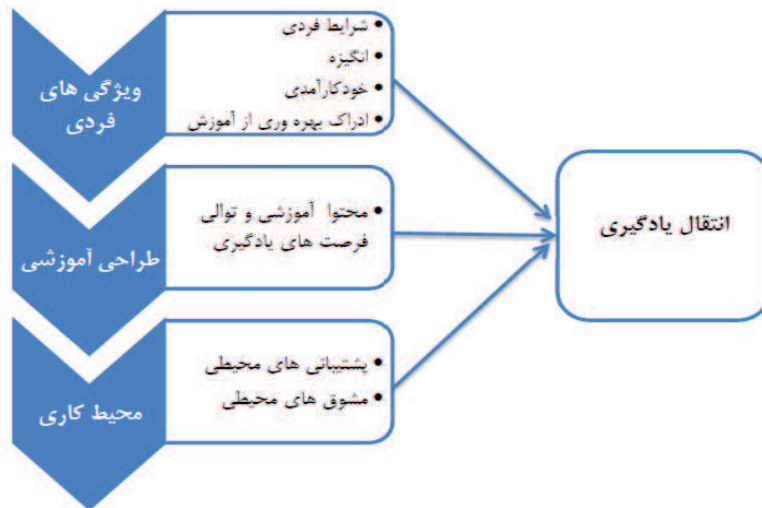 ویژگی های
فردی
• شرایط فردی
• انگیزه
• خودکارآمدی
• ادراک بهره وری از آموزش
طراحی آموزشی
• محتوا آموزشی و توالی
فرصت های یادگیری
محیط کاری
• پشتیبانی های محیطی
• مشوق های محیطی
انتقال یادگیری